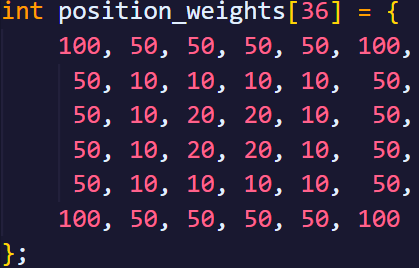 int position_weights[36] = {
100, 50, 50, 50, 50, 100,
50, 10, 10, 10, 10, 50,
50, 10, 20, 20, 10, 50,
50, 10, 20, 20, 10, 50,
50, 10, 10, 10, 10, 50,
100, 50, 50, 50, 50, 100
};